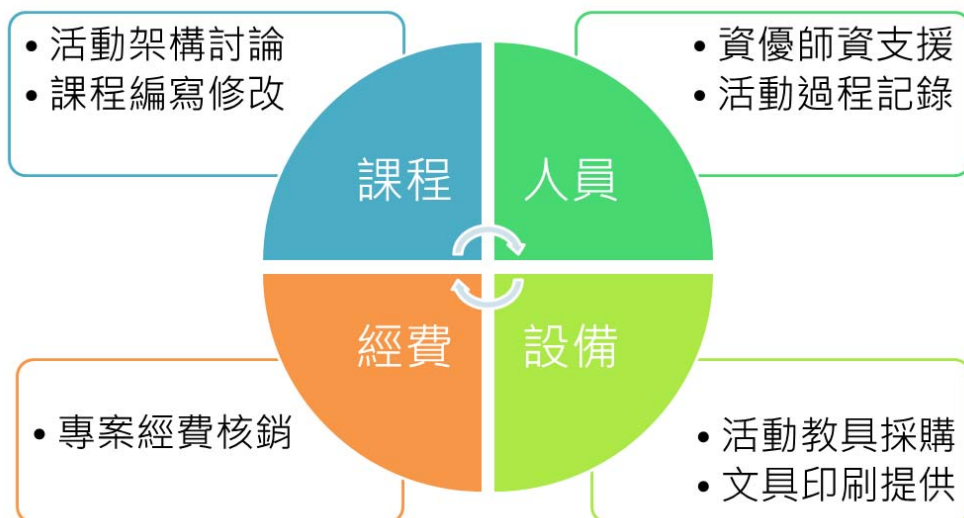 • 活動架構討論
• 課程編寫修改
• 資優師資支援
• 活動過程記錄
課程
人員
經費
設備
• 專案經費核銷
• 活動教具採購
• 文具印刷提供